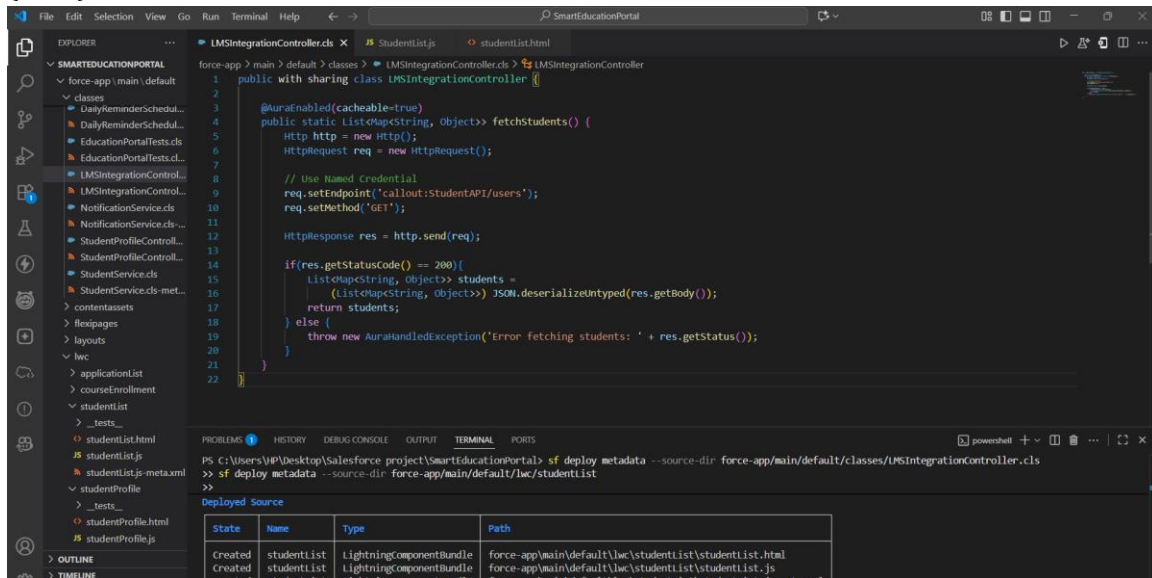 File Edit Selection View Go Run Terminal Help
SmartEducationPortal
EXPLORER
LMSIntegrationController.cls
JS StudentList.js
studentList.html
SMARTEDUCATIONPORTAL
force-app\main\default
classes
DailyReminderSchedul...
DailyReminderSchedul...
EducationPortalTests.cls
EducationPortalTests.cl...
LMSIntegrationControl...
LMSIntegrationControl...
NotificationService.cls
NotificationService.cls-...
StudentProfileControll...
StudentProfileControll...
StudentService.cls
StudentService.cls-met...
contentassets
flexipages
layouts
lwc
applicationList
courseEnrollment
studentList
__tests__
studentList.html
JS studentList.js
studentList.js-meta.xml
studentProfile
__tests__
studentProfile.html
JS studentProfile.js
OUTLINE
TIMELINE
force-app > main > default > classes > LMSIntegrationController.cls > LMSIntegrationController
1 public with sharing class LMSIntegrationController {
2
3 @AuraEnabled(cacheable=true)
4 public static List<Map<String, Object>> fetchStudents() {
5 Http http = new Http();
6 HttpRequest req = new HttpRequest();
7
8 // Use Named Credential
9 req.setEndpoint('callout:StudentAPI/users');
10 req.setMethod('GET');
11
12 HttpResponse res = http.send(req);
13
14 if(res.getStatusCode() == 200){
15 List<Map<String, Object>> students =
16 (List<Map<String, Object>>) JSON.deserializeUntyped(res.getBody());
17 return students;
18 } else {
19 throw new AuraHandledException('Error fetching students: ' + res.getStatus());
20 }
21 }
22 }
PROBLEMS 1 HISTORY DEBUG CONSOLE OUTPUT TERMINAL PORTS
powershell
PS C:\Users\HP\Desktop\Salesforce project\SmartEducationPortal> sf deploy metadata --source-dir force-app/main/default/classes/LMSIntegrationController.cls
>> sf deploy metadata --source-dir force-app/main/default/lwc/studentList
>>
Deployed Source
State Name Type Path
Created studentList LightningComponentBundle force-app\main\default\lwc\studentList\studentList.html
Created studentList LightningComponentBundle force-app\main\default\lwc\studentList\studentList.js